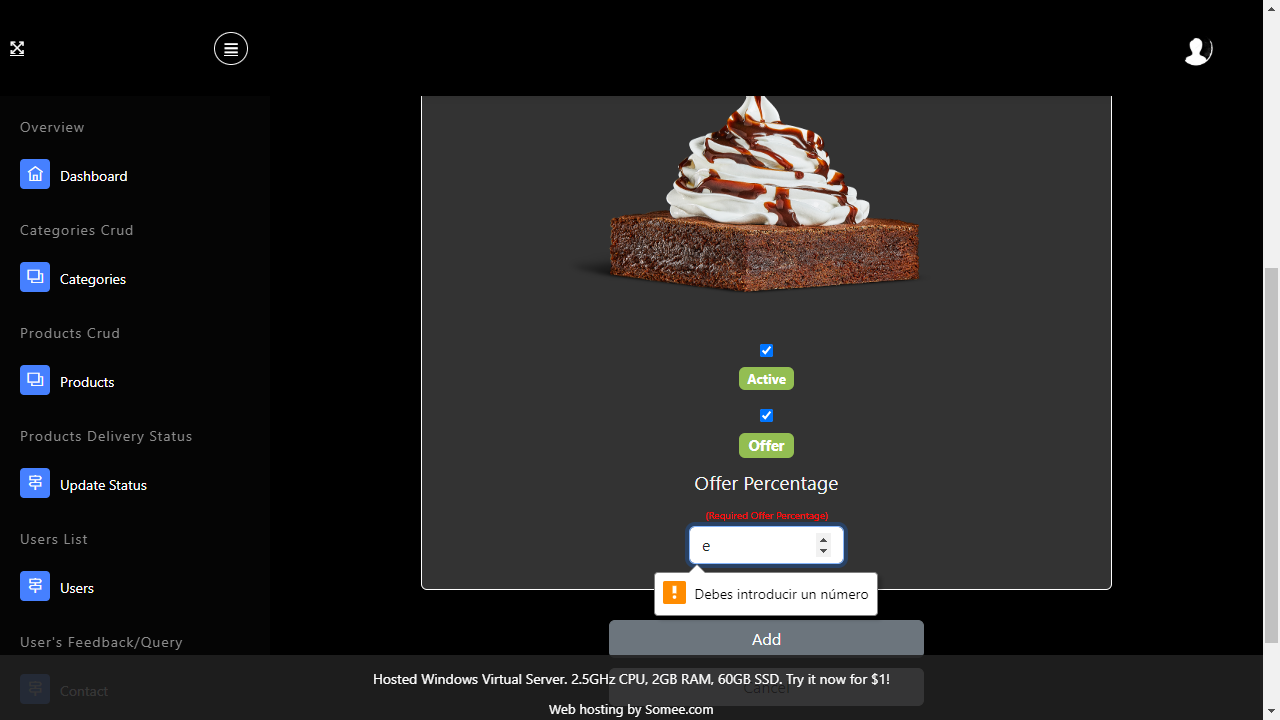 Overview
Dashboard
Categories Crud
Categories
Products Crud
Products
Products Delivery Status
Update Status
Users List
Users
User's Feedback/Query
Contact
Active
Offer
Offer Percentage
(Required Offer Percentage)
e
Debes introducir un número
Add
Cancel
Hosted Windows Virtual Server. 2.5GHz CPU, 2GB RAM, 60GB SSD. Try it now for $1!
Web hosting by Somee.com